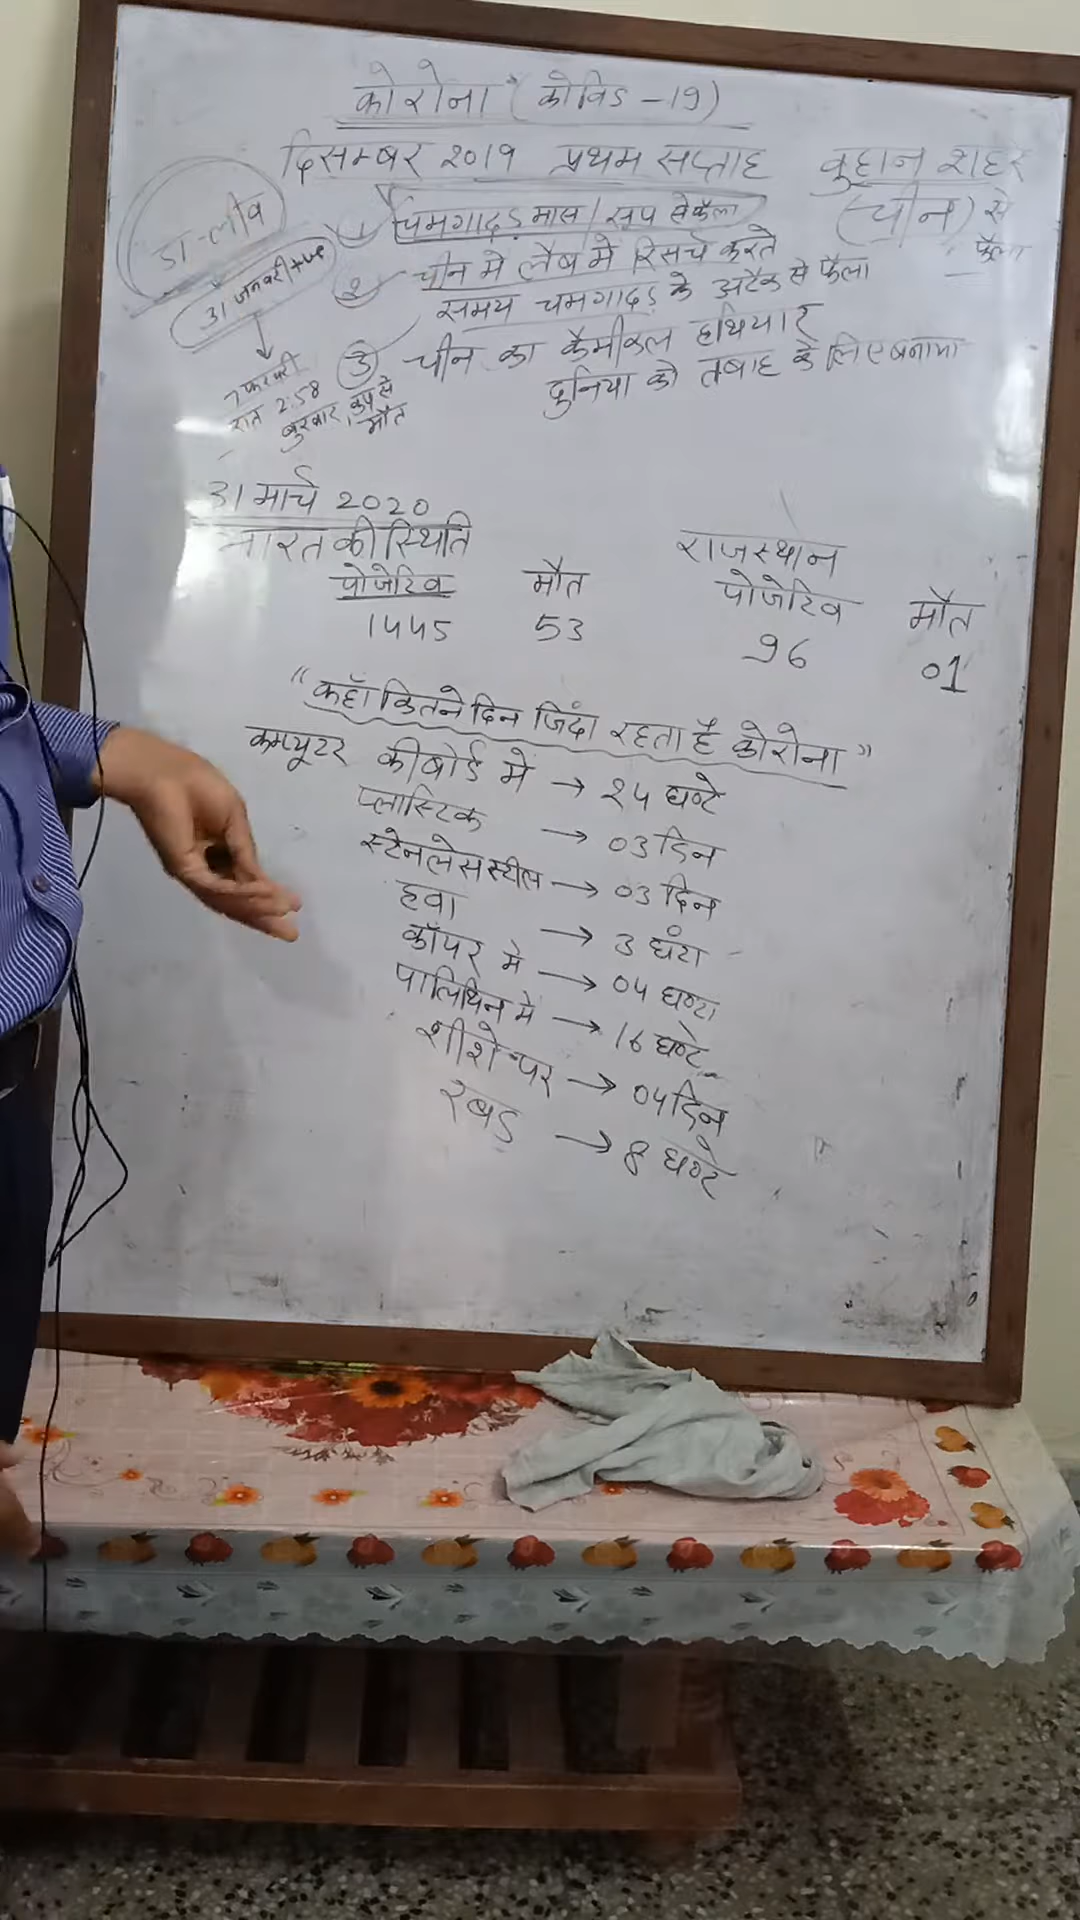 कोरोना (कोविड -19)
दिसम्बर 2019 प्रथम सप्ताह वुहान शहर
(चीन) से
फैला
डा-लीव
31 जनवरी +ve
7 फरवरी
रात 2:58
बुखार, कफ से
मौत
1 चमगादड़ मास / सूप से फैला
2 चीन मे लैब मे रिसर्च करते
समय चमगादड़ के अटैक से फैला
3 चीन का कैमीकल हथियार
दुनिया को तबाह के लिए बनाया
31 मार्च 2020
भारत की स्थिति
पोजेटिव मौत
1445 53
राजस्थान
पोजेटिव मौत
96 01
"कहाँ कितने दिन जिंदा रहता है कोरोना"
कम्प्यूटर कीबोर्ड मे → 24 घण्टे
प्लास्टिक → 03 दिन
स्टेनलेस स्टील → 03 दिन
हवा → 3 घंटा
कॉपर मे → 04 घण्टा
पालिथिन मे → 16 घण्टे
शीशे पर → 04 दिन
रबड़ → 8 घण्टे